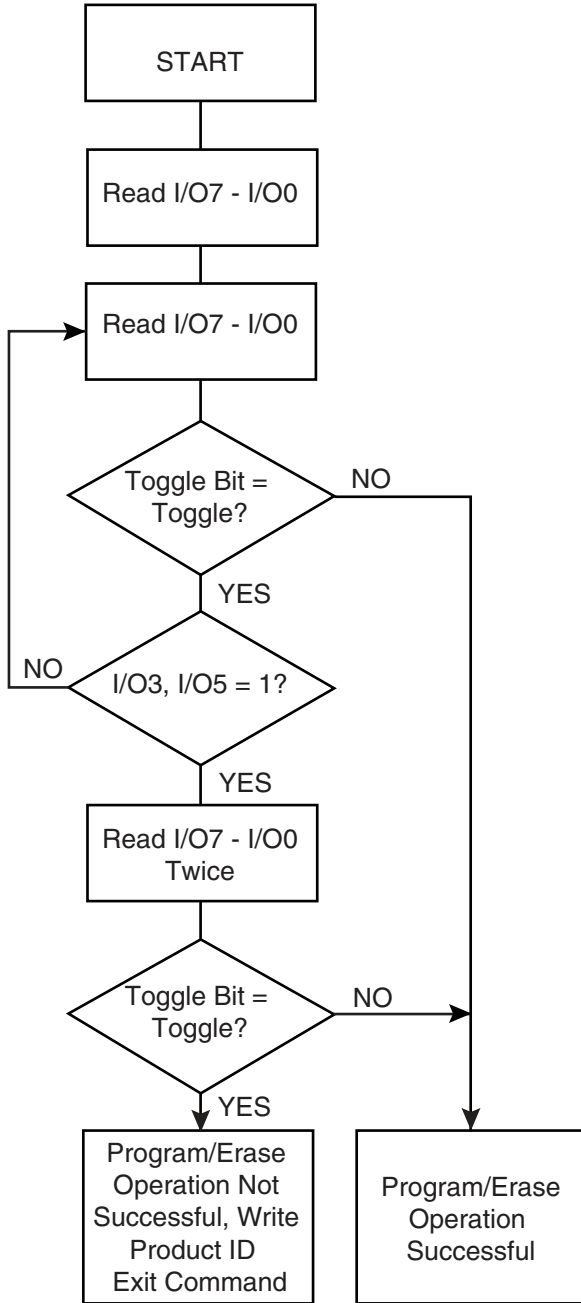 START
Read I/O7 - I/O0
Read I/O7 - I/O0
Toggle Bit =
Toggle?
NO
YES
NO
I/O3, I/O5 = 1?
YES
Read I/O7 - I/O0
Twice
Toggle Bit =
Toggle?
NO
YES
Program/Erase
Operation Not
Successful, Write
Product ID
Exit Command
Program/Erase
Operation
Successful